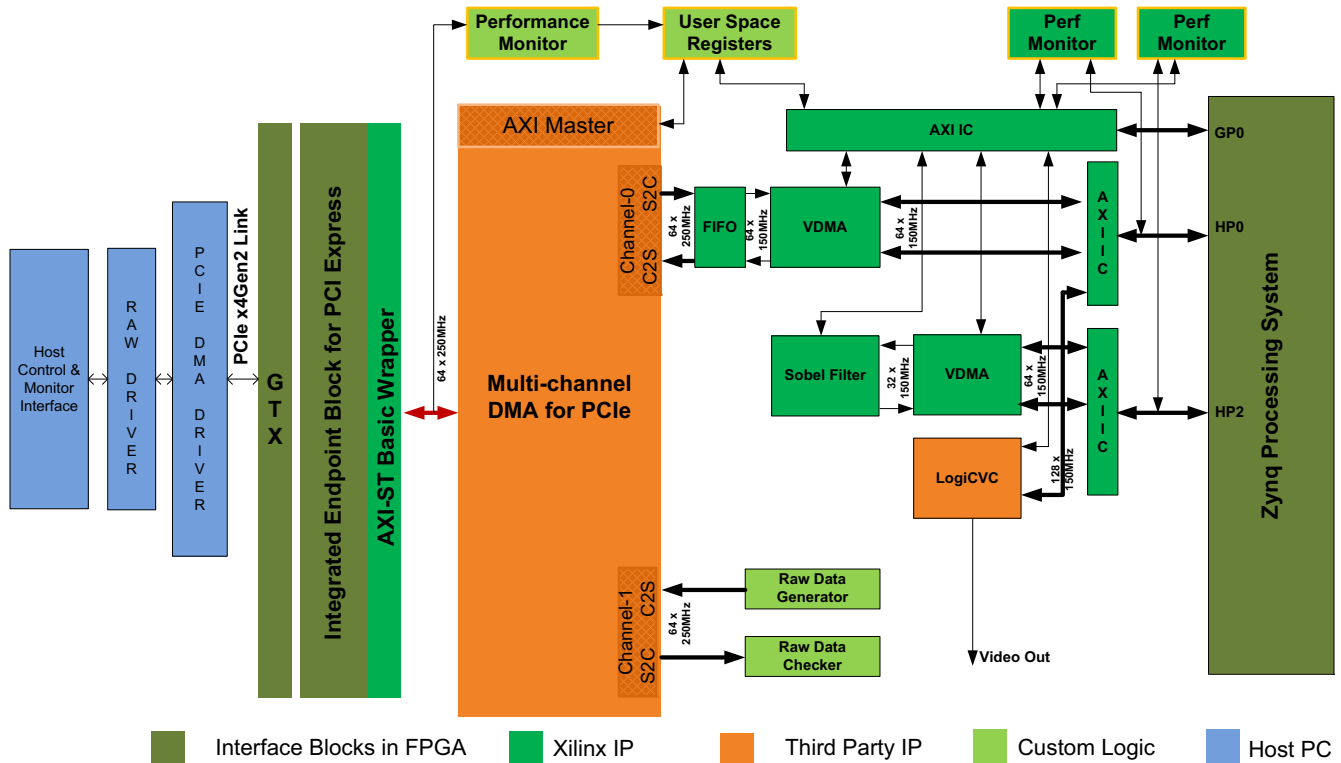 Performance
Monitor
User Space
Registers
Perf
Monitor
Perf
Monitor
AXI Master
AXI IC
GP0
Channel-0
S2C
C2S
64 x
250MHz
FIFO
64 x
150MHz
VDMA
64 x
150MHz
A
X
I
I
C
HP0
Host
Control &
Monitor
Interface
R
A
W
D
R
I
V
E
R
P
C
I
E
D
M
A
D
R
I
V
E
R
PCIe x4Gen2 Link
G
T
X
Integrated Endpoint Block for PCI Express
AXI-ST Basic Wrapper
64 x 250MHz
Multi-channel
DMA for PCIe
Sobel Filter
32 x
150MHz
VDMA
64 x
150MHz
A
X
I
I
C
HP2
Zynq Processing System
LogiCVC
128 x
150MHz
Channel-1
C2S
S2C
64 x
250MHz
Raw Data
Generator
Raw Data
Checker
Video Out
Interface Blocks in FPGA
Xilinx IP
Third Party IP
Custom Logic
Host PC